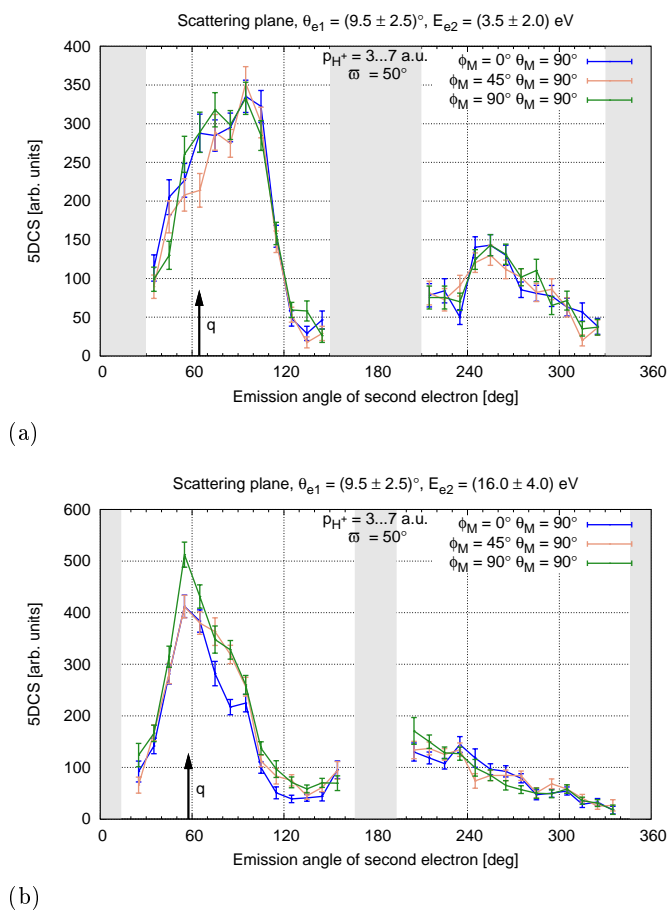 Scattering plane, θe1 = (9.5 ± 2.5)°, Ee2 = (3.5 ± 2.0) eV
400
350
300
250
200
150
100
50
0
5DCS [arb. units]
pH+ = 3...7 a.u.
ϖ = 50°
ϕM = 0° θM = 90°
ϕM = 45° θM = 90°
ϕM = 90° θM = 90°
q
0 60 120 180 240 300 360
Emission angle of second electron [deg]
(a)
Scattering plane, θe1 = (9.5 ± 2.5)°, Ee2 = (16.0 ± 4.0) eV
600
500
400
300
200
100
0
5DCS [arb. units]
pH+ = 3...7 a.u.
ϖ = 50°
ϕM = 0° θM = 90°
ϕM = 45° θM = 90°
ϕM = 90° θM = 90°
q
0 60 120 180 240 300 360
Emission angle of second electron [deg]
(b)